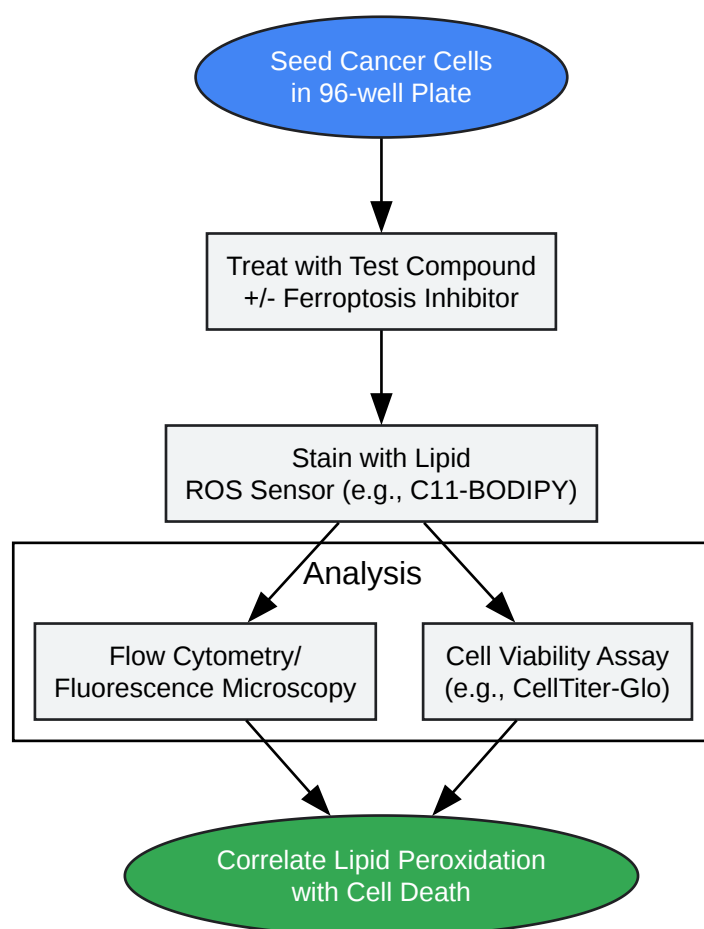 Seed Cancer Cells
in 96-well Plate
Treat with Test Compound
+/- Ferroptosis Inhibitor
Stain with Lipid
ROS Sensor (e.g., C11-BODIPY)
Analysis
Flow Cytometry/
Fluorescence Microscopy
Cell Viability Assay
(e.g., CellTiter-Glo)
Correlate Lipid Peroxidation
with Cell Death